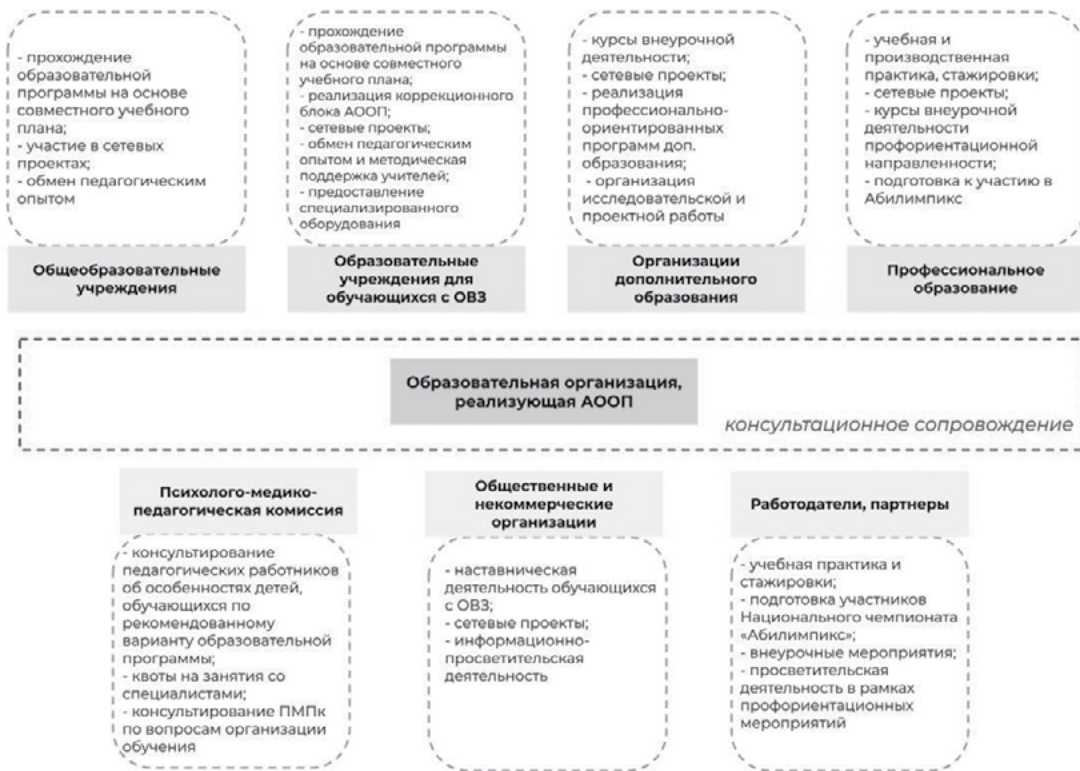 - прохождение
образовательной
программы на основе
совместного учебного
плана;
- участие в сетевых
проектах;
- обмен педагогическим
опытом
Общеобразовательные
учреждения
- прохождение
образовательной программы
на основе совместного
учебного плана;
- реализация коррекционного
блока АООП;
- сетевые проекты;
- обмен педагогическим
опытом и методическая
поддержка учителей;
- предоставление
специализированного
оборудования
Образовательные
учреждения для
обучающихся с ОВЗ
- курсы внеурочной
деятельности;
- сетевые проекты;
- реализация
профессионально-
ориентированных
программ доп.
образования;
- организация
исследовательской и
проектной работы
Организации
дополнительного
образования
- учебная и
производственная
практика, стажировки;
- сетевые проекты;
- курсы внеурочной
деятельности
профориентационной
направленности;
- подготовка к участию в
Абилимпикс
Профессиональное
образование
Образовательная организация,
реализующая АООП
консультационное сопровождение
Психолого-медико-
педагогическая комиссия
- консультирование
педагогических работников
об особенностях детей,
обучающихся по
рекомендованному
варианту образовательной
программы;
- квоты на занятия со
специалистами;
- консультирование ПМПк
по вопросам организации
обучения
Общественные и
некоммерческие
организации
- наставническая
деятельность обучающихся
с ОВЗ;
- сетевые проекты;
- информационно-
просветительская
деятельность
Работодатели, партнеры
- учебная практика и
стажировки;
- подготовка участников
Национального чемпионата
«Абилимпикс»;
- внеурочные мероприятия;
- просветительская
деятельность в рамках
профориентационных
мероприятий